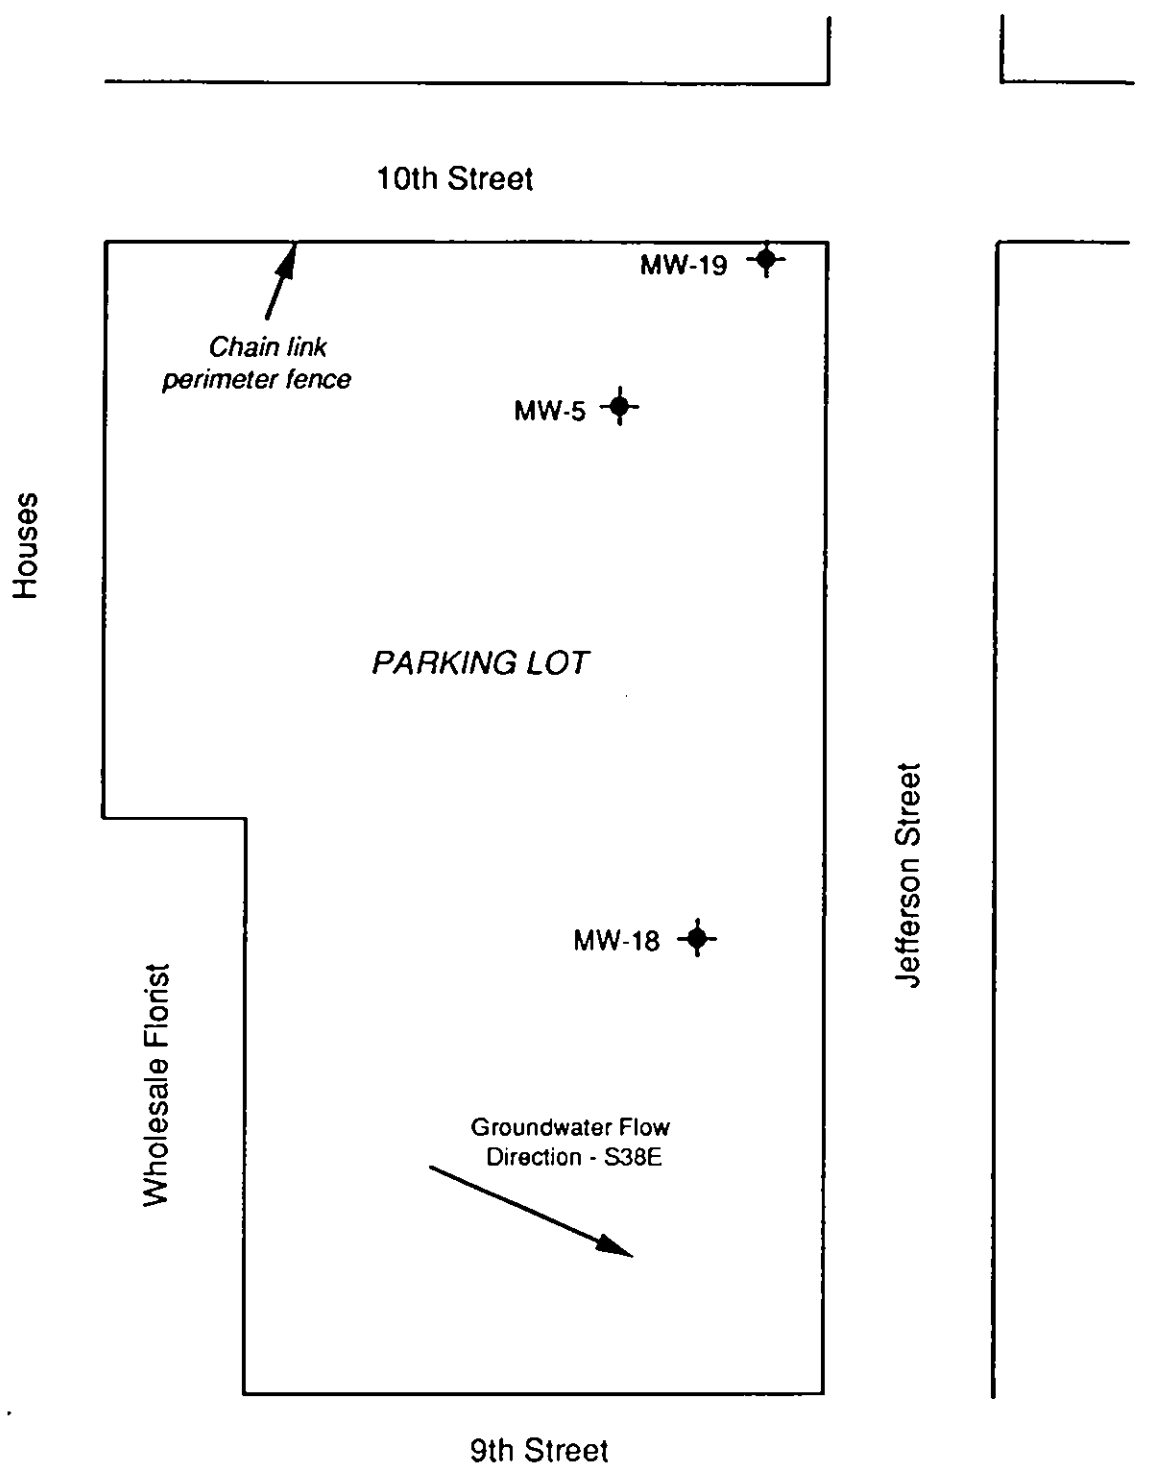 10th Street
MW-19
Chain link
perimeter fence
MW-5
Houses
PARKING LOT
Jefferson Street
MW-18
Wholesale Florist
Groundwater Flow
Direction - S38E
9th Street